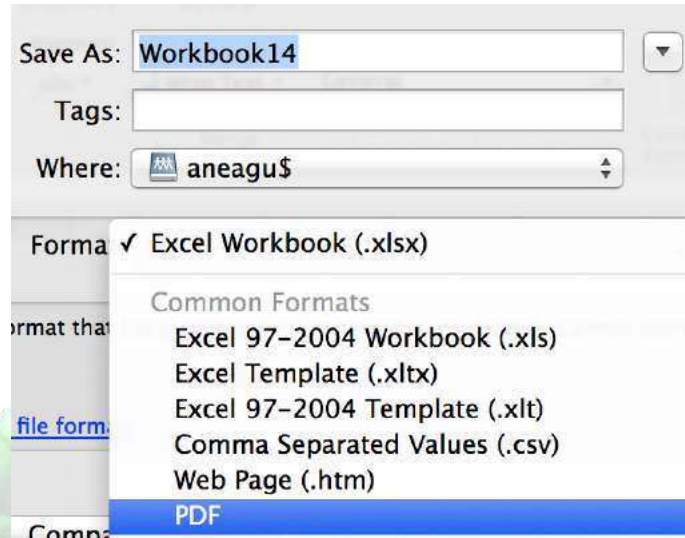 Save As: Workbook14
Tags:
Where: aneagu$
Forma ✓ Excel Workbook (.xlsx)
Common Formats
ormat that
Excel 97-2004 Workbook (.xls)
Excel Template (.xltx)
Excel 97-2004 Template (.xlt)
file form
Comma Separated Values (.csv)
Web Page (.htm)
PDF
Compa